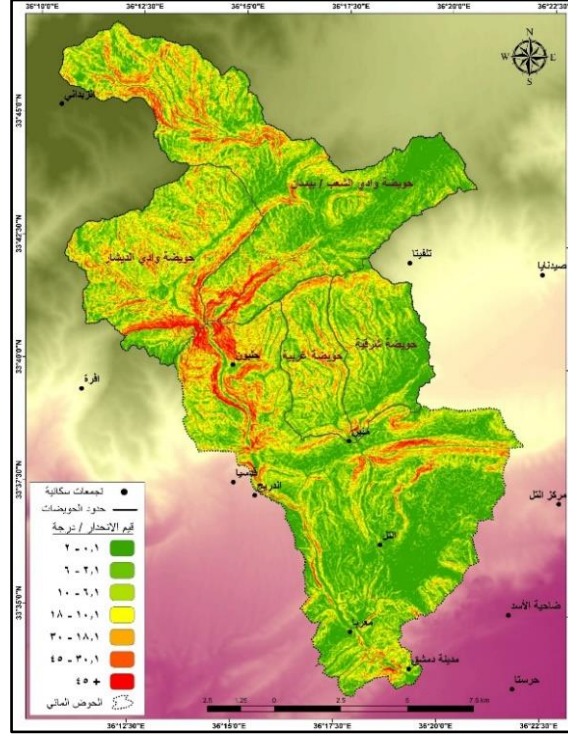 36°10'0"E
36°12'30"E
36°15'0"E
36°17'30"E
36°20'0"E
36°22'30"E
N
W
E
S
33°45'0"N
33°42'30"N
33°40'0"N
33°37'30"N
33°35'0"N
الزبداني
حويضة وادي الشعب / بيسان
حويضة وادي الديسار
تلفيتا
صيدنايا
حويضة غربية
حويضة شرقية
حلبون
افرة
منين
قدسيا
الدريج
مركز التل
التل
معربا
ضاحية الأسد
مدينة دمشق
حرستا
تجمعات سكانية
حدود الحويضات
قيم الانحدار / درجة
٠,١ - ٢
٢,١ - ٦
٦,١ - ١٠
١٠,١ - ١٨
١٨,١ - ٣٠
٣٠,١ - ٤٥
+ ٤٥
الحوض المائي
2.5 1.25 0 2.5 5 7.5 km
36°12'30"E
36°15'0"E
36°17'30"E
36°20'0"E
36°22'30"E